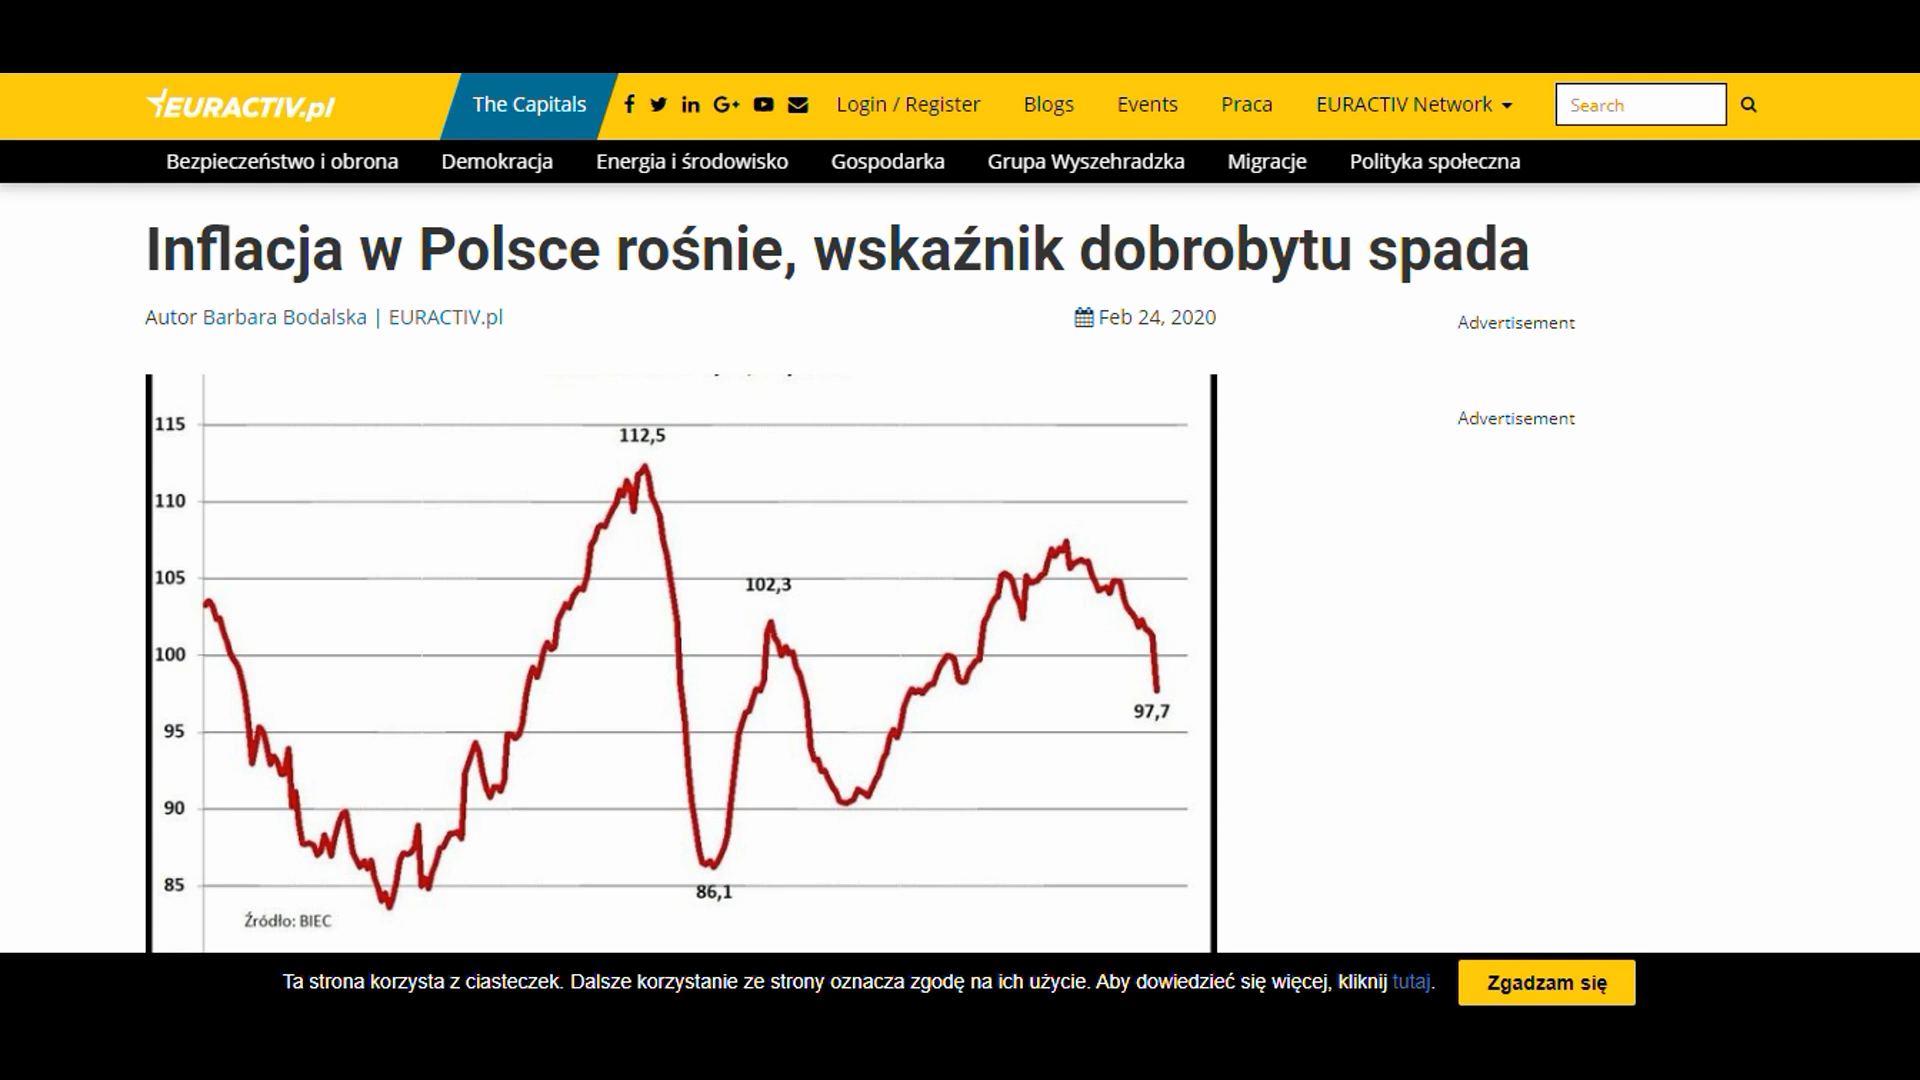 EURACTIV.pl
The Capitals
Login / Register
Blogs
Events
Praca
EURACTIV Network
Search
Bezpieczeństwo i obrona
Demokracja
Energia i środowisko
Gospodarka
Grupa Wyszehradzka
Migracje
Polityka społeczna
Inflacja w Polsce rośnie, wskaźnik dobrobytu spada
Autor Barbara Bodalska | EURACTIV.pl
Feb 24, 2020
Advertisement
Advertisement
115
112,5
110
105
102,3
100
97,7
95
90
85
86,1
Źródło: BIEC
Ta strona korzysta z ciasteczek. Dalsze korzystanie ze strony oznacza zgodę na ich użycie. Aby dowiedzieć się więcej, kliknij tutaj.
Zgadzam się